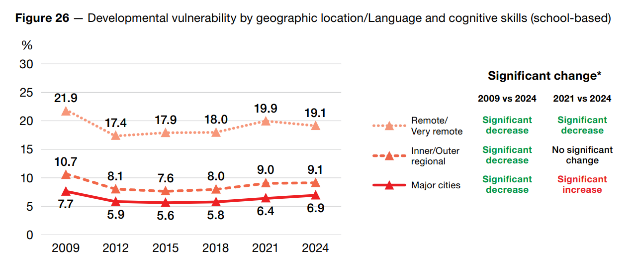 Figure 26 — Developmental vulnerability by geographic location/Language and cognitive skills (school-based)
%
30
25
20
15
10
5
0
21.9
17.4
17.9
18.0
19.9
19.1
10.7
8.1
7.6
8.0
9.0
9.1
7.7
5.9
5.6
5.8
6.4
6.9
2009
2012
2015
2018
2021
2024
Significant change*
2009 vs 2024
2021 vs 2024
Remote/
Very remote
Significant
decrease
Significant
decrease
Inner/Outer
regional
Significant
decrease
No significant
change
Major cities
Significant
decrease
Significant
increase